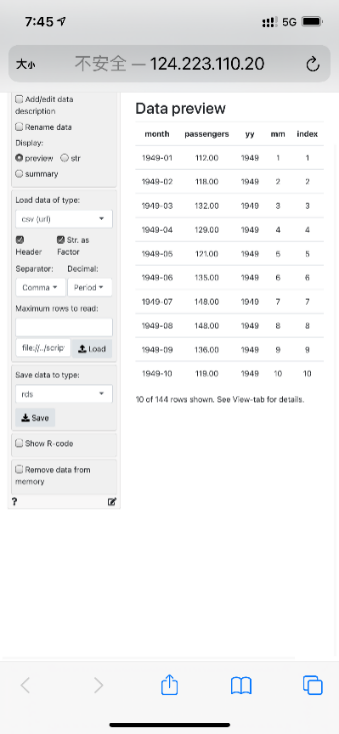 7:45
5G
大小
不安全 — 124.223.110.20
Add/edit data
description
Rename data
Display:
preview
str
summary
Load data of type:
csv (url)
Header
Str. as
Factor
Separator:
Decimal:
Comma
Period
Maximum rows to read:
file://../scrip
Load
Save data to type:
rds
Save
Show R-code
Remove data from
memory
?
Data preview
month passengers yy mm index
1949-01 112.00 1949 1 1
1949-02 118.00 1949 2 2
1949-03 132.00 1949 3 3
1949-04 129.00 1949 4 4
1949-05 121.00 1949 5 5
1949-06 135.00 1949 6 6
1949-07 148.00 1949 7 7
1949-08 148.00 1949 8 8
1949-09 136.00 1949 9 9
1949-10 119.00 1949 10 10
10 of 144 rows shown. See View-tab for details.